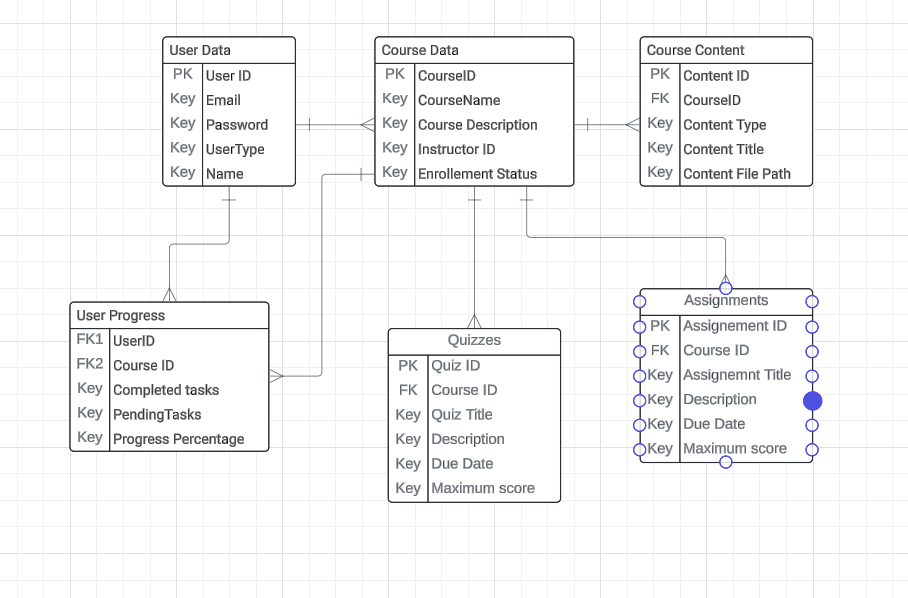 User Data
PK User ID
Key Email
Key Password
Key UserType
Key Name
Course Data
PK CourseID
Key CourseName
Key Course Description
Key Instructor ID
Key Enrollement Status
Course Content
PK Content ID
FK CourseID
Key Content Type
Key Content Title
Key Content File Path
User Progress
FK1 UserID
FK2 Course ID
Key Completed tasks
Key PendingTasks
Key Progress Percentage
Quizzes
PK Quiz ID
FK Course ID
Key Quiz Title
Key Description
Key Due Date
Key Maximum score
Assignments
PK Assignement ID
FK Course ID
Key Assignemnt Title
Key Description
Key Due Date
Key Maximum score